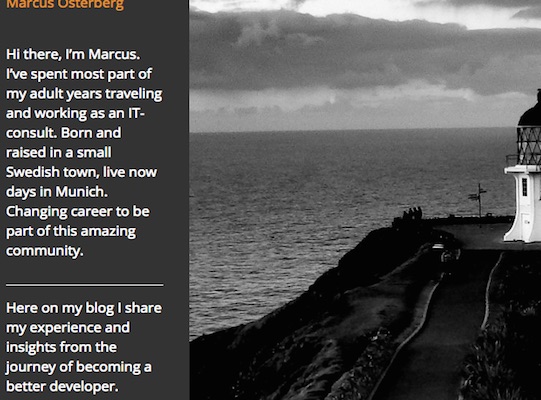 Marcus Osterberg
Hi there, I'm Marcus.
I've spent most part of
my adult years traveling
and working as an IT-
consult. Born and
raised in a small
Swedish town, live now
days in Munich.
Changing career to be
part of this amazing
community.
Here on my blog I share
my experience and
insights from the
journey of becoming a
better developer.